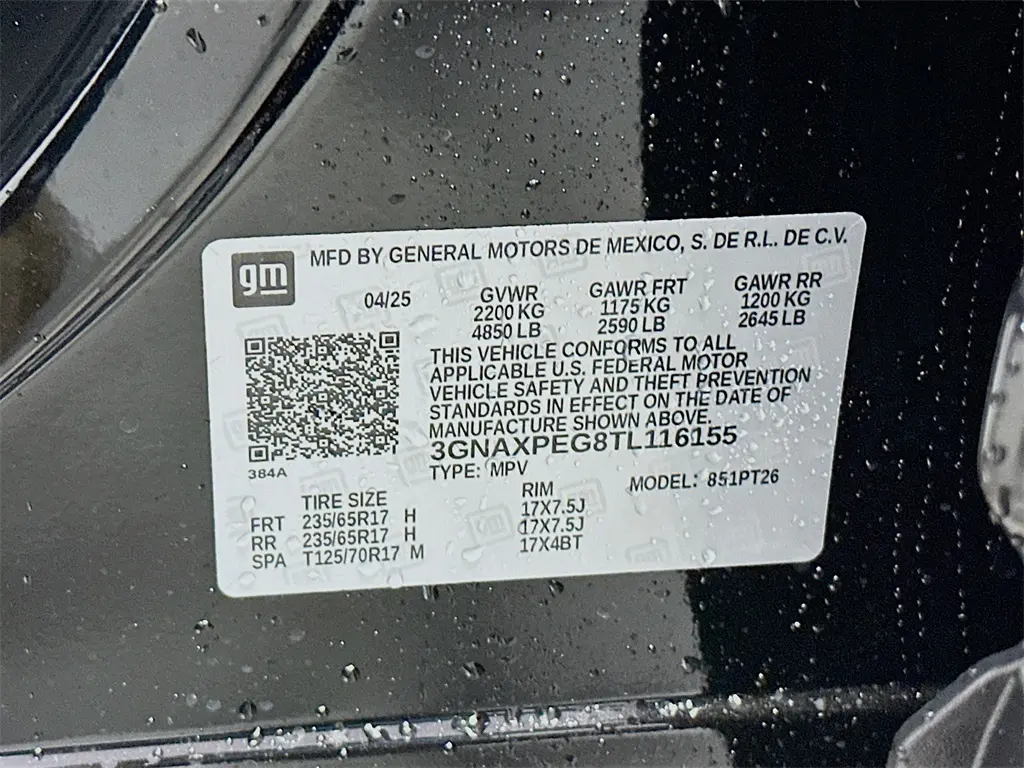 gm
MFD BY GENERAL MOTORS DE MEXICO, S. DE R.L. DE C.V.
04/25
GVWR
2200 KG
4850 LB
GAWR FRT
1175 KG
2590 LB
GAWR RR
1200 KG
2645 LB
THIS VEHICLE CONFORMS TO ALL
APPLICABLE U.S. FEDERAL MOTOR
VEHICLE SAFETY AND THEFT PREVENTION
STANDARDS IN EFFECT ON THE DATE OF
MANUFACTURE SHOWN ABOVE.
3GNAXPEG8TL116155
TYPE: MPV
MODEL: 851PT26
384A
TIRE SIZE RIM
FRT 235/65R17 H 17X7.5J
RR 235/65R17 H 17X7.5J
SPA T125/70R17 M 17X4BT